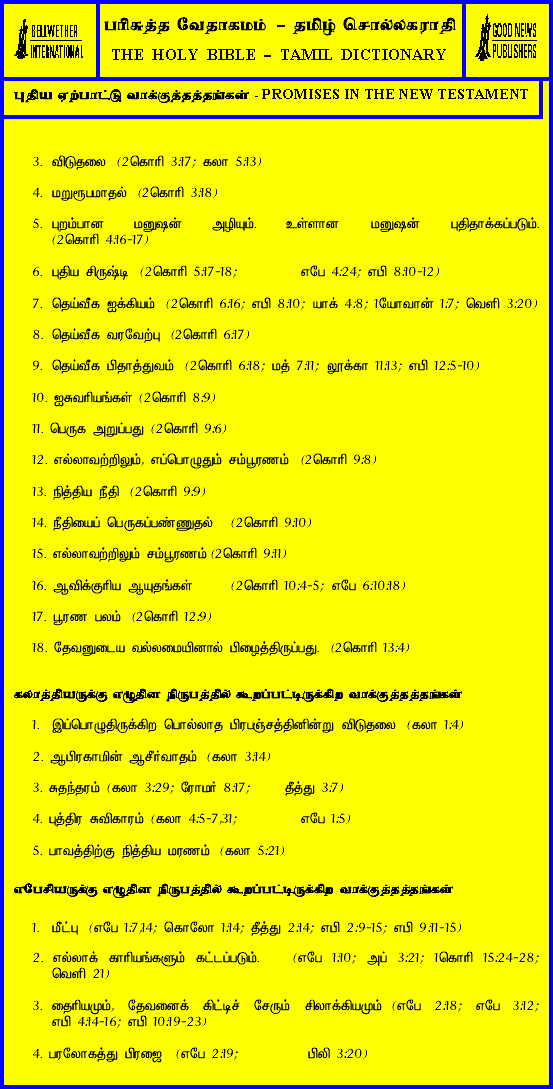 BELLWETHER
INTERNATIONAL
பரிசுத்த வேதாகமம் – தமிழ் சொல்லகராதி
THE HOLY BIBLE – TAMIL DICTIONARY
GOOD NEWS
PUBLISHERS
புதிய ஏற்பாட்டு வாக்குத்தத்தங்கள் - PROMISES IN THE NEW TESTAMENT
3. விடுதலை (2கொரி 3:17; கலா 5:13)
4. மறுரூபமாதல் (2கொரி 3:18)
5. புறம்பான மனுஷன் அழியும். உள்ளான மனுஷன் புதிதாக்கப்படும்.
(2கொரி 4:16-17)
6. புதிய சிருஷ்டி (2கொரி 5:17-18; எபே 4:24; எபி 8:10-12)
7. தெய்வீக ஐக்கியம் (2கொரி 6:16; எபி 8:10; யாக் 4:8; 1யோவான் 1:7; வெளி 3:20)
8. தெய்வீக வரவேற்பு (2கொரி 6:17)
9. தெய்வீக பிதாத்துவம் (2கொரி 6:18; மத் 7:11; லூக்கா 11:13; எபி 12:5-10)
10. ஐசுவரியங்கள் (2கொரி 8:9)
11. பெருக அறுப்பது (2கொரி 9:6)
12. எல்லாவற்றிலும், எப்பொழுதும் சம்பூரணம் (2கொரி 9:8)
13. நித்திய நீதி (2கொரி 9:9)
14. நீதியைப் பெருகப்பண்ணுதல் (2கொரி 9:10)
15. எல்லாவற்றிலும் சம்பூரணம் (2கொரி 9:11)
16. ஆவிக்குரிய ஆயுதங்கள் (2கொரி 10:4-5; எபே 6:10:18)
17. பூரண பலம் (2கொரி 12:9)
18. தேவனுடைய வல்லமையினால் பிழைத்திருப்பது. (2கொரி 13:4)
கலாத்தியருக்கு எழுதின நிருபத்தில் கூறப்பட்டிருக்கிற வாக்குத்தத்தங்கள்
1. இப்பொழுதிருக்கிற பொல்லாத பிரபஞ்சத்தினின்று விடுதலை (கலா 1:4)
2. ஆபிரகாமின் ஆசீர்வாதம் (கலா 3:14)
3. சுதந்தரம் (கலா 3:29; ரோமர் 8:17; தீத்து 3:7)
4. புத்திர சுவிகாரம் (கலா 4:5-7,31; எபே 1:5)
5. பாவத்திற்கு நித்திய மரணம் (கலா 5:21)
எபேசியருக்கு எழுதின நிருபத்தில் கூறப்பட்டிருக்கிற வாக்குத்தத்தங்கள்
1. மீட்பு (எபே 1:7,14; கொலோ 1:14; தீத்து 2:14; எபி 2:9-15; எபி 9:11-15)
2. எல்லாக் காரியங்களும் கட்டப்படும். (எபே 1:10; அப் 3:21; 1கொரி 15:24-28;
வெளி 21)
3. தைரியமும், தேவனைக் கிட்டிச் சேரும் சிலாக்கியமும் (எபே 2:18; எபே 3:12;
எபி 4:14-16; எபி 10:19-23)
4. பரலோகத்து பிரஜை (எபே 2:19; பிலி 3:20)